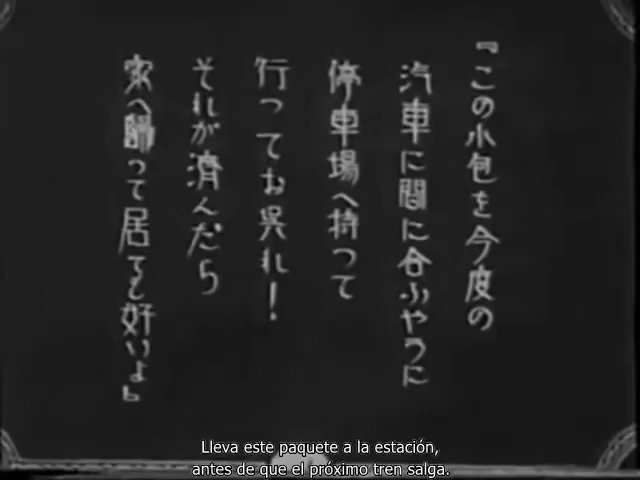 『この小包を今度の
汽車に間に合ふやうに
停車場へ持つて
行つてお呉れ！
それが済んだら
家へ歸つて居ても好いよ』
Lleva este paquete a la estación,
antes de que el próximo tren salga.